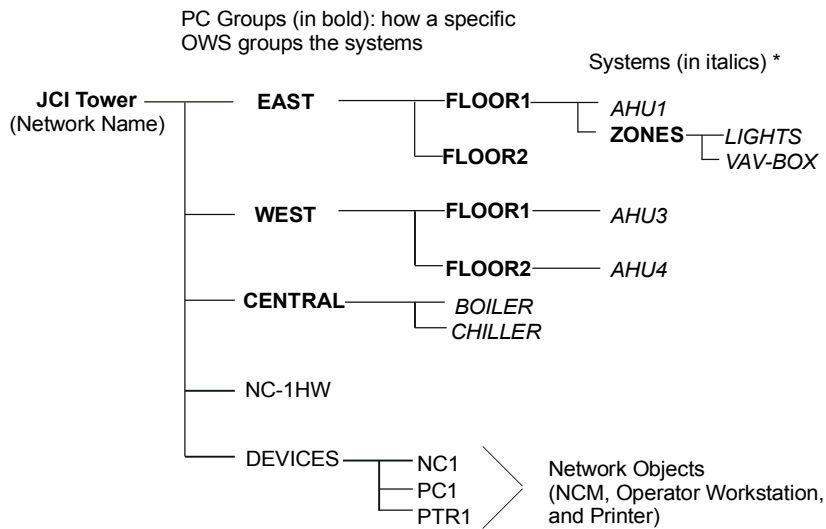 PC Groups (in bold): how a specific
OWS groups the systems
Systems (in italics) *
JCI Tower
(Network Name)
EAST
FLOOR1
AHU1
ZONES
LIGHTS
VAV-BOX
FLOOR2
WEST
FLOOR1
AHU3
FLOOR2
AHU4
CENTRAL
BOILER
CHILLER
NC-1HW
DEVICES
NC1
PC1
PTR1
Network Objects
(NCM, Operator Workstation,
and Printer)